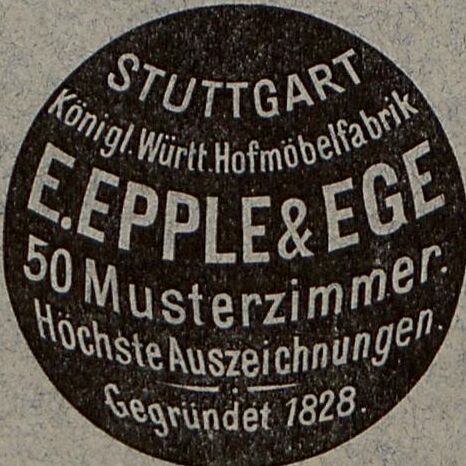 STUTTGART
Königl. Württ. Hofmöbelfabrik
E. EPPLE & EGE
50 Musterzimmer.
Höchste Auszeichnungen.
Gegründet 1828.